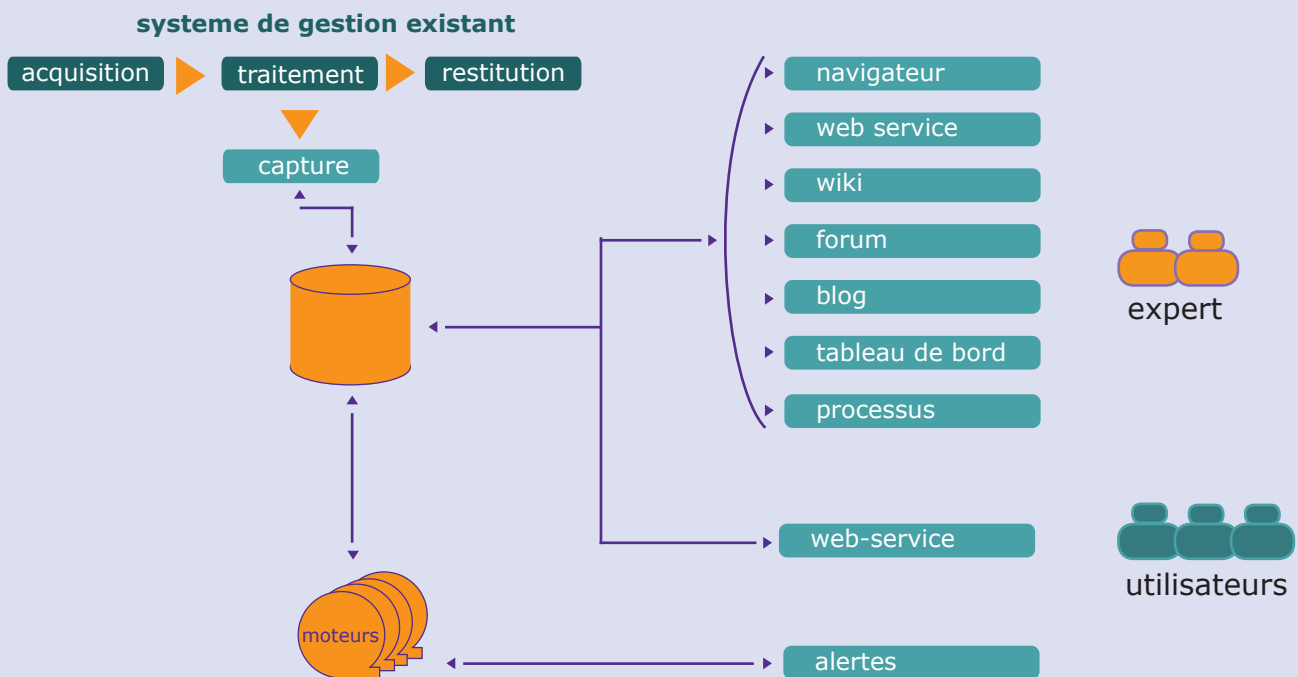 systeme de gestion existant
acquisition
traitement
restitution
capture
moteurs
navigateur
web service
wiki
forum
blog
tableau de bord
processus
web-service
alertes
expert
utilisateurs